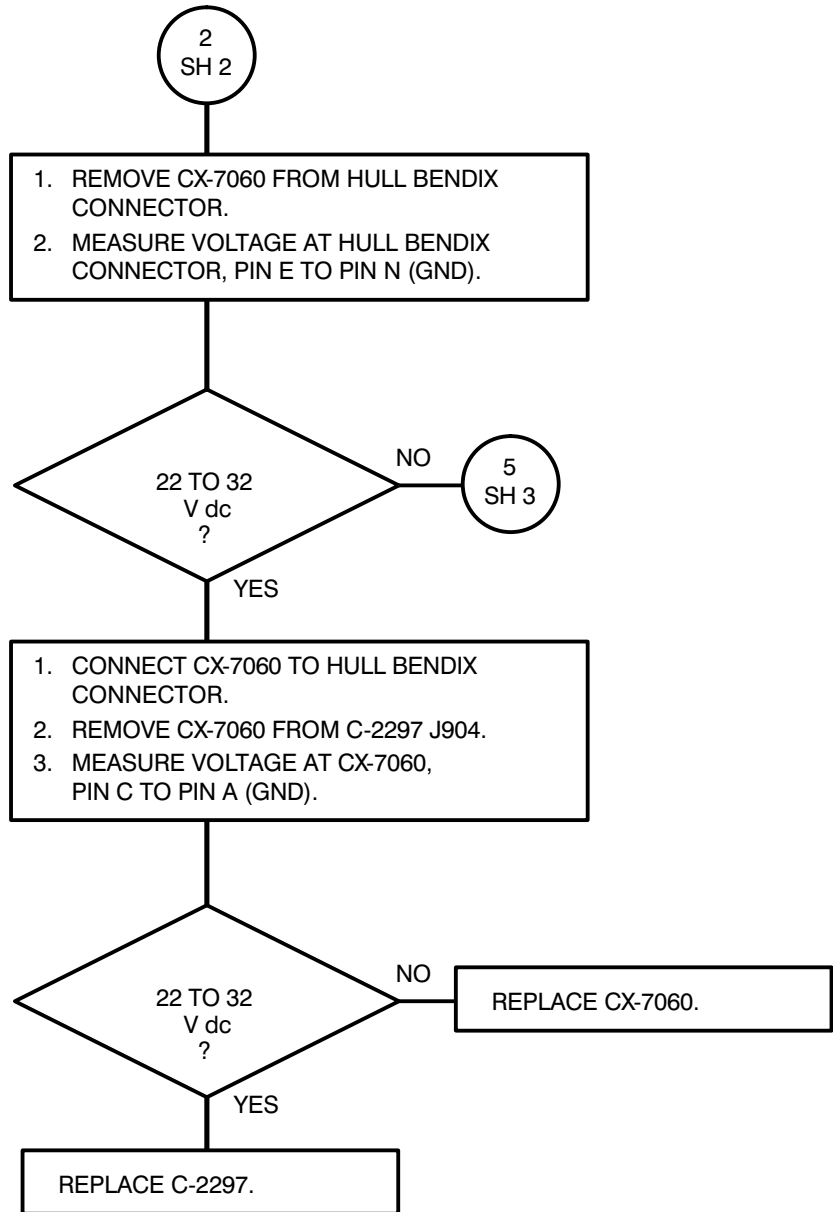 2
SH 2
1. REMOVE CX-7060 FROM HULL BENDIX
CONNECTOR.
2. MEASURE VOLTAGE AT HULL BENDIX
CONNECTOR, PIN E TO PIN N (GND).
22 TO 32
V dc
?
NO
5
SH 3
YES
1. CONNECT CX-7060 TO HULL BENDIX
CONNECTOR.
2. REMOVE CX-7060 FROM C-2297 J904.
3. MEASURE VOLTAGE AT CX-7060,
PIN C TO PIN A (GND).
22 TO 32
V dc
?
NO
REPLACE CX-7060.
YES
REPLACE C-2297.